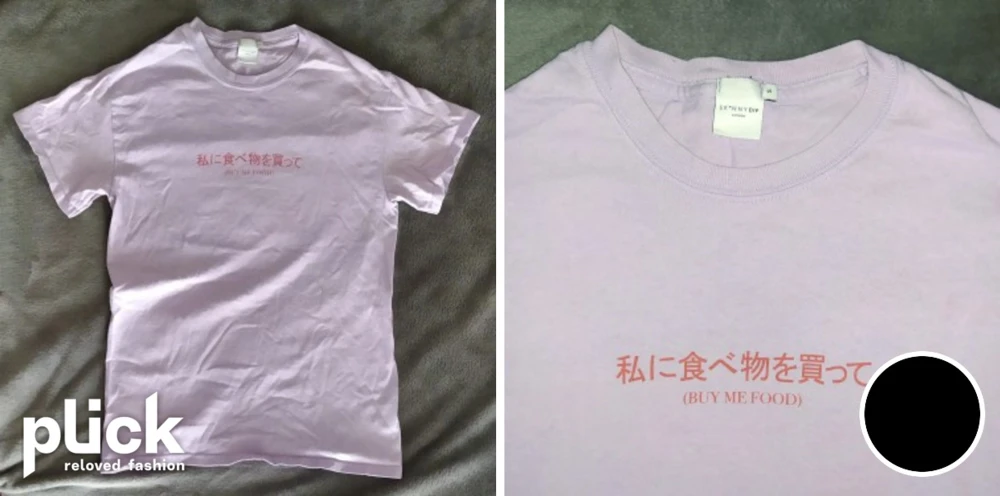 私に食べ物を買って
(BUY ME FOOD)
plick
reloved fashion
S
私に食べ物を買って
(BUY ME FOOD)